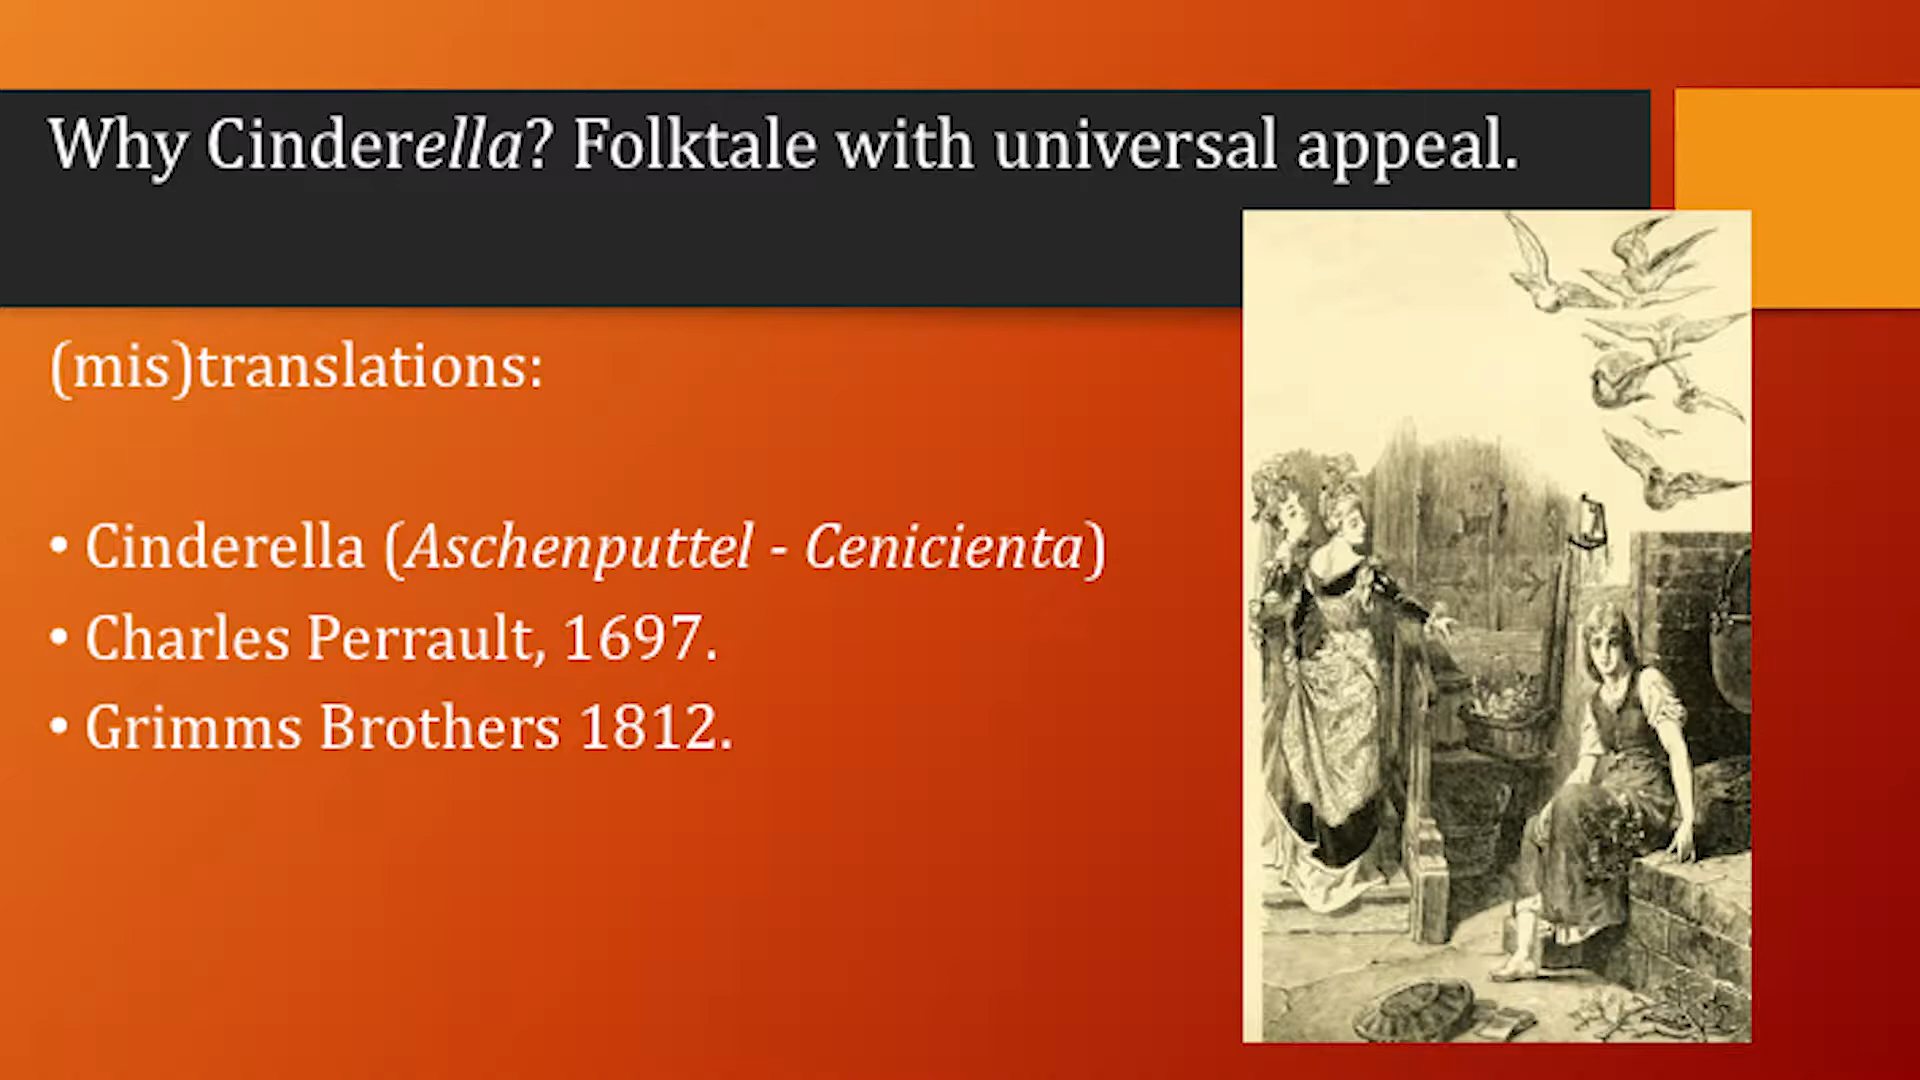 Why Cinderella? Folktale with universal appeal.
(mis)translations:
• Cinderella (Aschenputtel - Cenicienta)
• Charles Perrault, 1697.
• Grimms Brothers 1812.